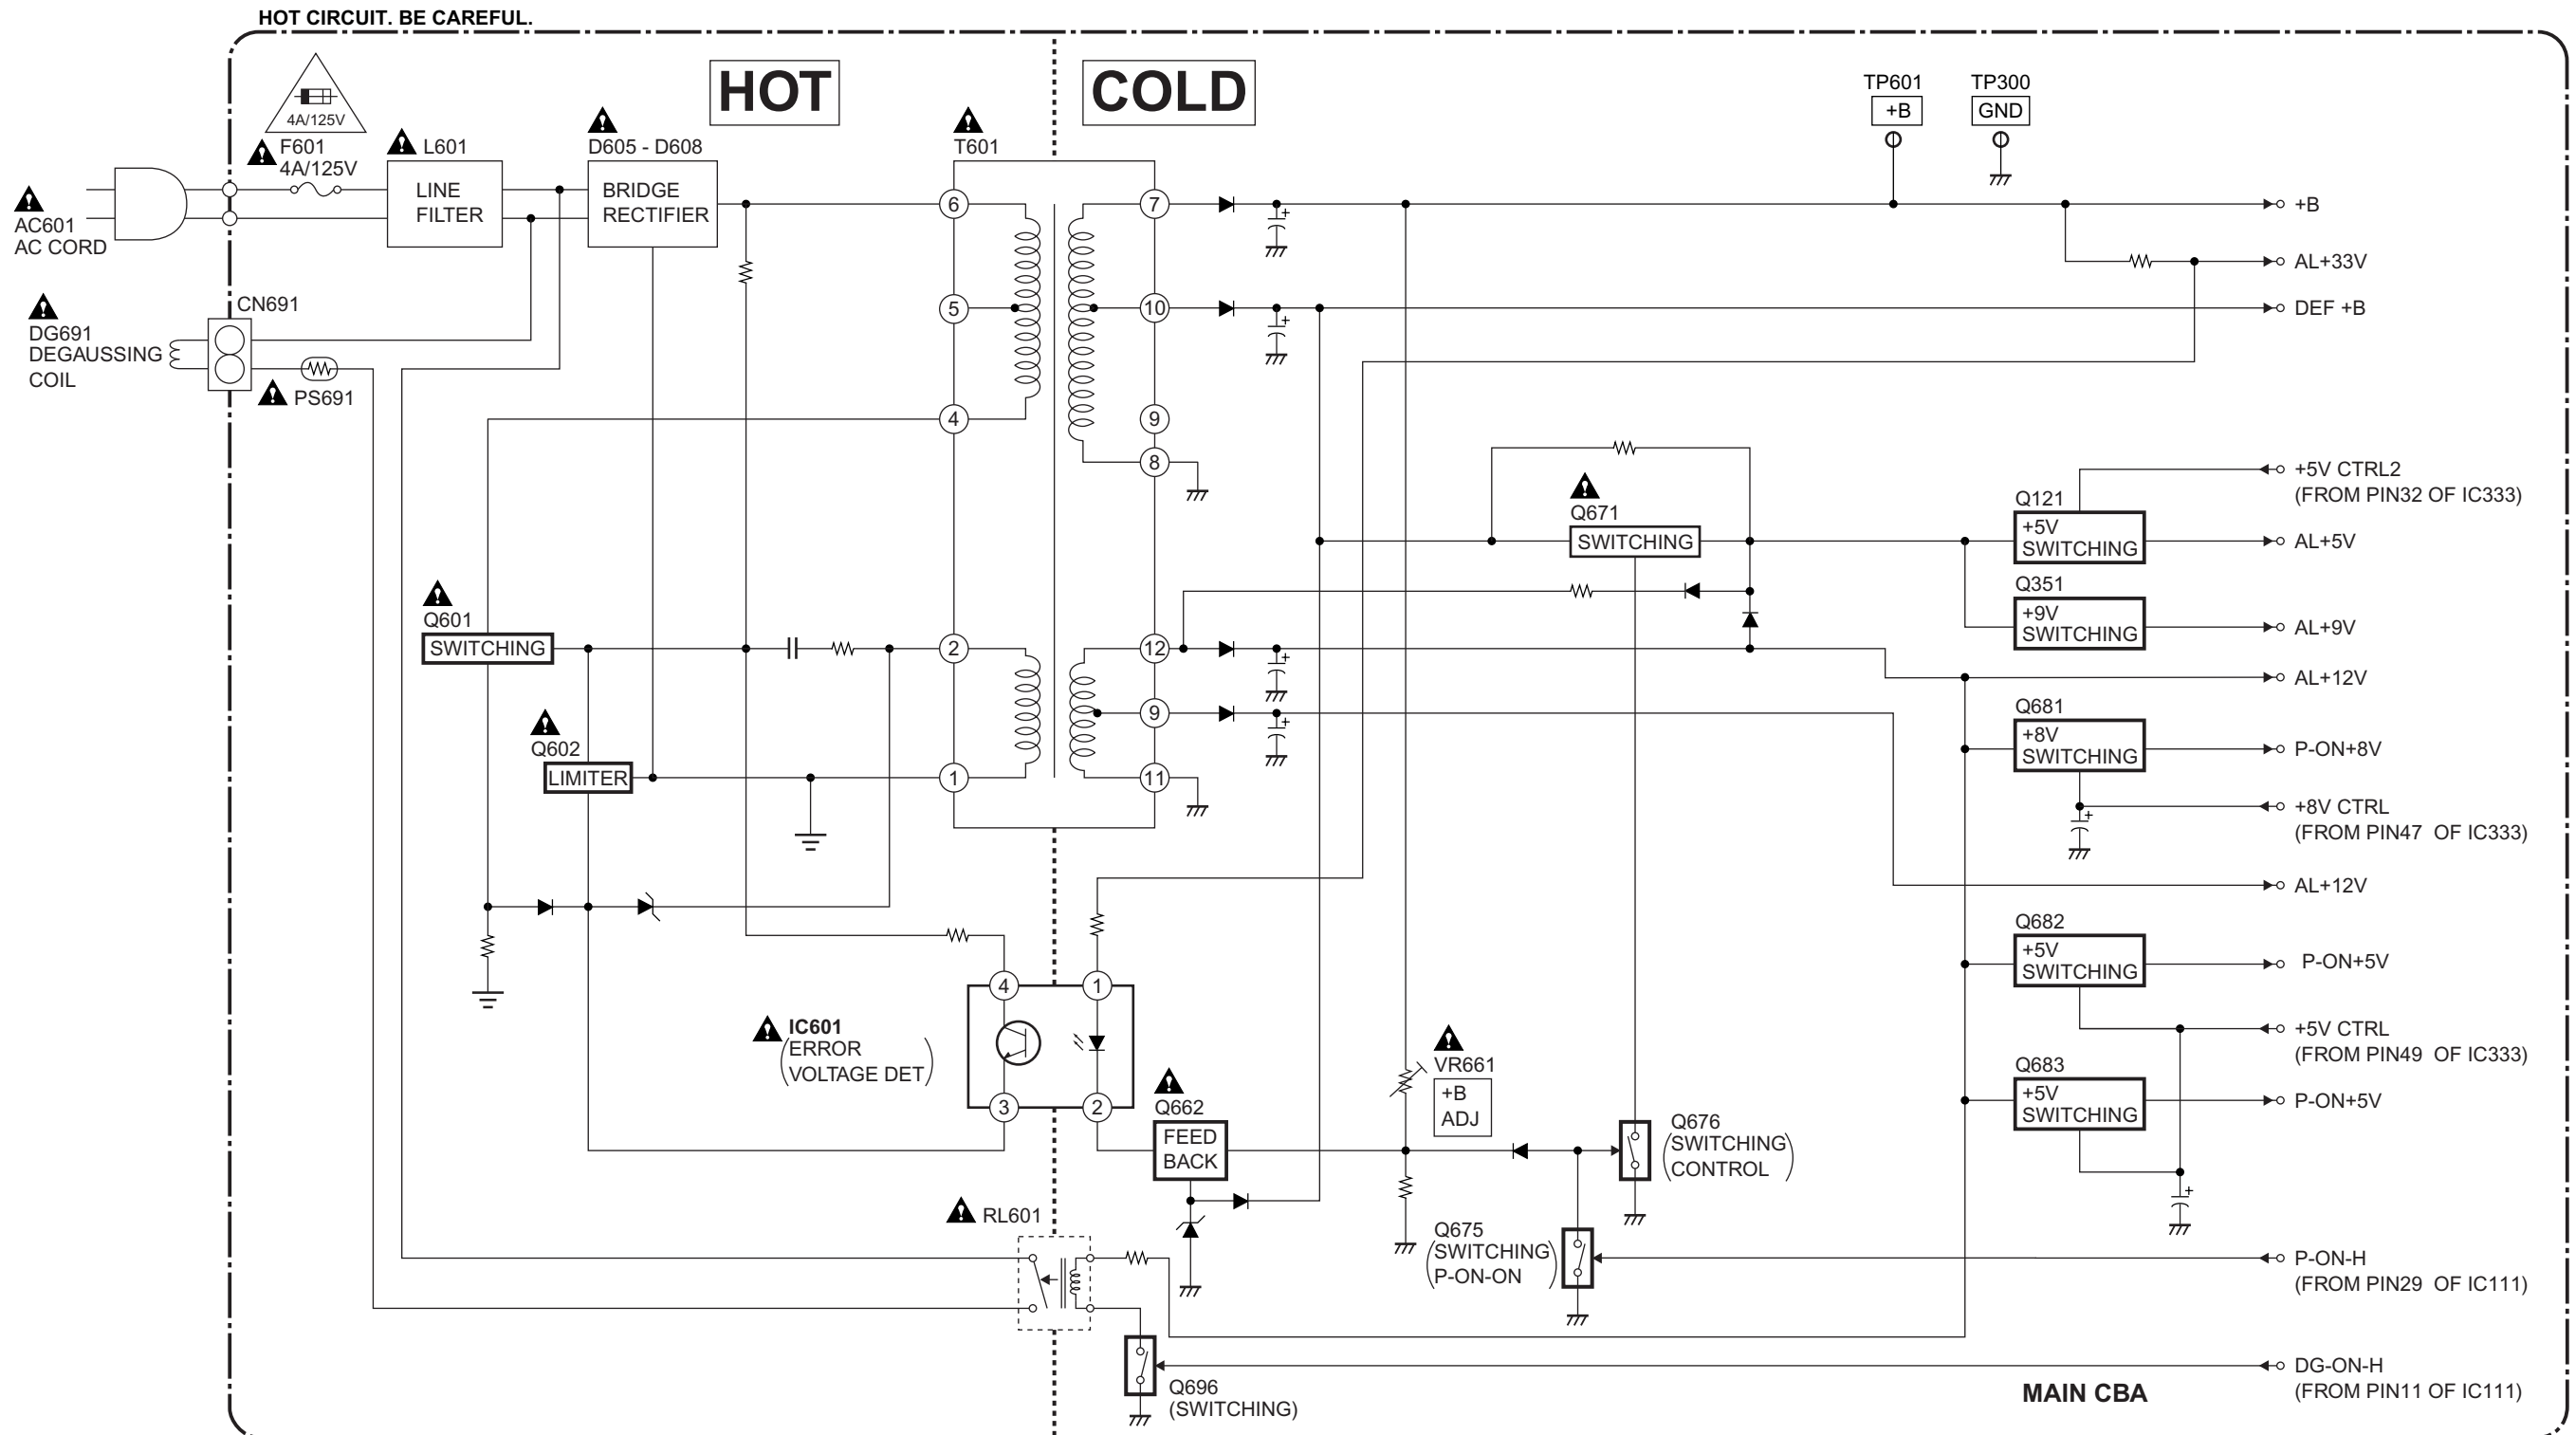 HOT CIRCUIT. BE CAREFUL.
HOT
COLD
4A/125V
F601
4A/125V
L601
LINE
FILTER
D605 - D608
BRIDGE
RECTIFIER
T601
AC601
AC CORD
DG691
DEGAUSSING
COIL
CN691
PS691
6
5
4
2
1
7
10
9
8
12
9
11
TP601
+B
TP300
GND
+B
AL+33V
DEF +B
+5V CTRL2
(FROM PIN32 OF IC333)
Q121
+5V
SWITCHING
AL+5V
Q351
+9V
SWITCHING
AL+9V
AL+12V
Q681
+8V
SWITCHING
P-ON+8V
+8V CTRL
(FROM PIN47 OF IC333)
AL+12V
Q682
+5V
SWITCHING
P-ON+5V
+5V CTRL
(FROM PIN49 OF IC333)
Q683
+5V
SWITCHING
P-ON+5V
P-ON-H
(FROM PIN29 OF IC111)
DG-ON-H
(FROM PIN11 OF IC111)
Q671
SWITCHING
Q601
SWITCHING
Q602
LIMITER
IC601
(ERROR
VOLTAGE DET)
4
1
3
2
Q662
FEED
BACK
VR661
+B
ADJ
Q676
(SWITCHING
CONTROL)
Q675
(SWITCHING
P-ON-ON)
RL601
Q696
(SWITCHING)
MAIN CBA
+
+
+
+
+
+